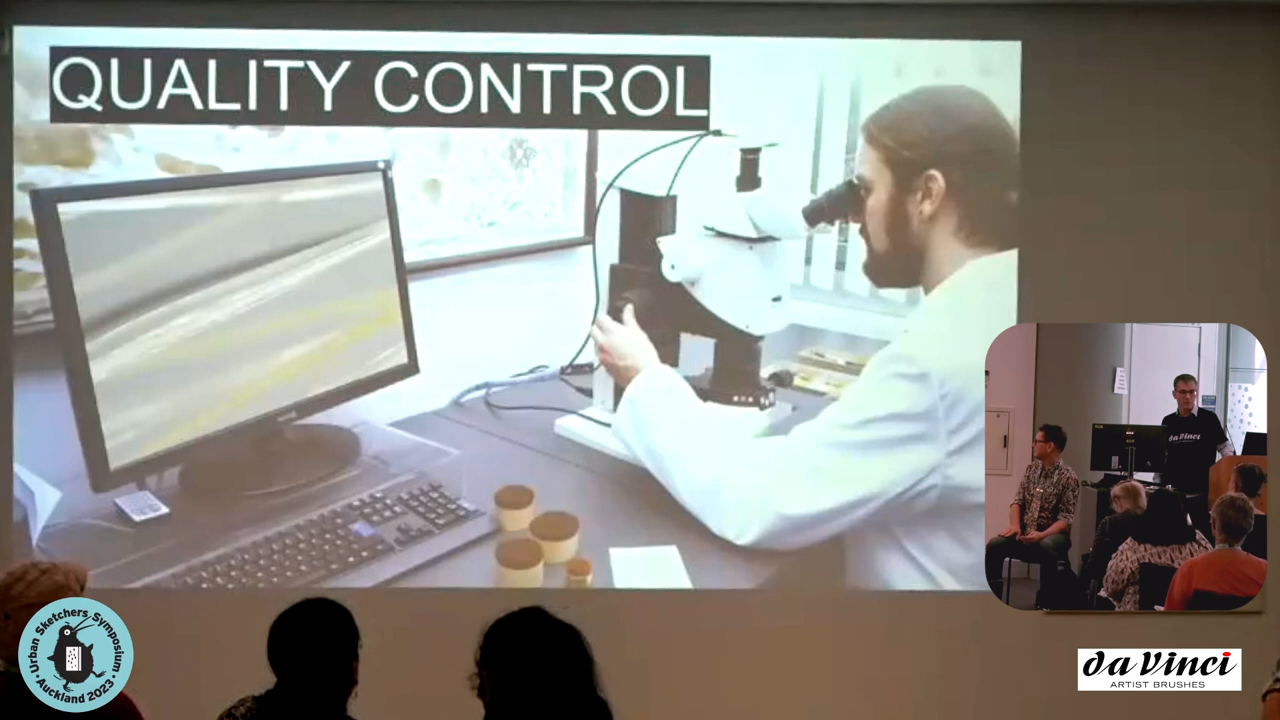 QUALITY CONTROL
da Vinci
Urban Sketchers Symposium
Auckland 2023
da Vinci
ARTIST BRUSHES